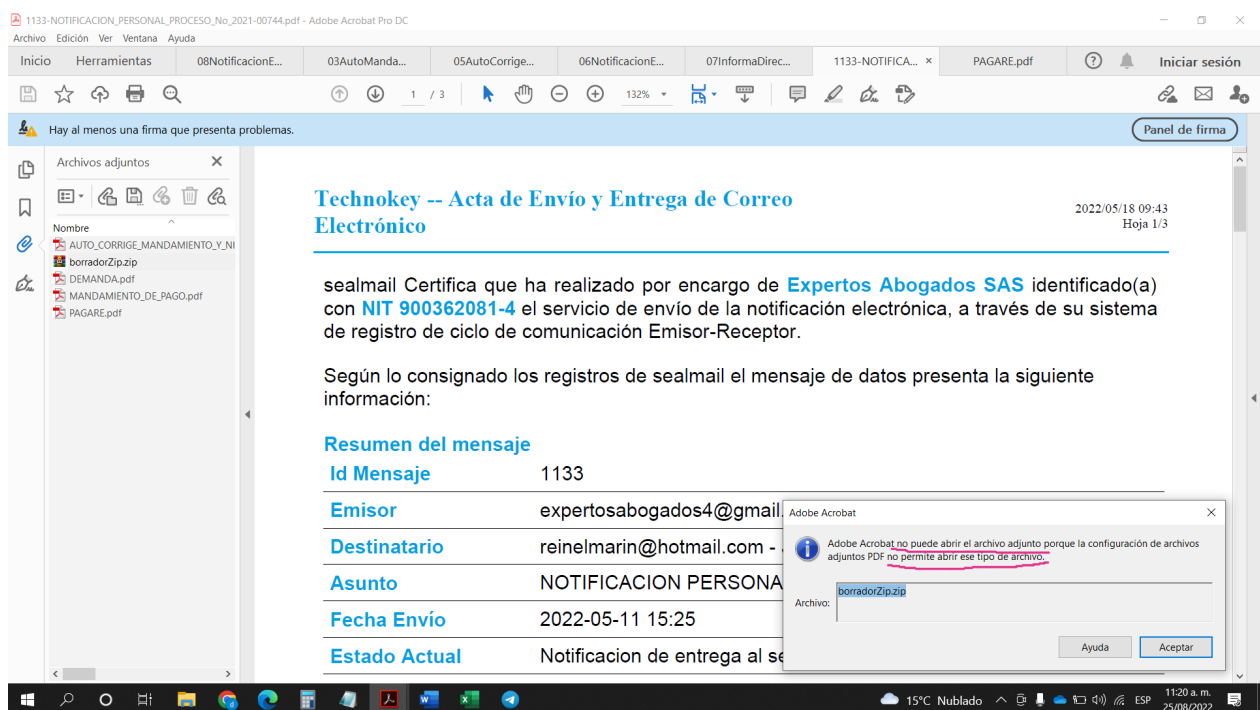 1133-NOTIFICACION_PERSONAL_PROCESO_No_2021-00744.pdf - Adobe Acrobat Pro DC
Archivo Edición Ver Ventana Ayuda
Inicio Herramientas 08NotificacionE... 03AutoManda... 05AutoCorrige... 06NotificacionE... 07InformaDirec... 1133-NOTIFICA... × PAGARE.pdf Iniciar sesión
1 / 3 132%
Hay al menos una firma que presenta problemas. Panel de firma
Archivos adjuntos
Nombre
AUTO_CORRIGE_MANDAMIENTO_Y_NI
borradorZip.zip
DEMANDA.pdf
MANDAMIENTO_DE_PAGO.pdf
PAGARE.pdf
Technokey -- Acta de Envío y Entrega de Correo
Electrónico
2022/05/18 09:43
Hoja 1/3
sealmail Certifica que ha realizado por encargo de Expertos Abogados SAS identificado(a)
con NIT 900362081-4 el servicio de envío de la notificación electrónica, a través de su sistema
de registro de ciclo de comunicación Emisor-Receptor.
Según lo consignado los registros de sealmail el mensaje de datos presenta la siguiente
información:
Resumen del mensaje
Id Mensaje 1133
Emisor expertosabogados4@gmail.
Destinatario reinelmarin@hotmail.com -
Asunto NOTIFICACION PERSONA
Fecha Envío 2022-05-11 15:25
Estado Actual Notificacion de entrega al se
Adobe Acrobat
Adobe Acrobat no puede abrir el archivo adjunto porque la configuración de archivos
adjuntos PDF no permite abrir ese tipo de archivo.
Archivo: borradorZip.zip
Ayuda Aceptar
15°C Nublado ESP 11:20 a. m.
25/08/2022